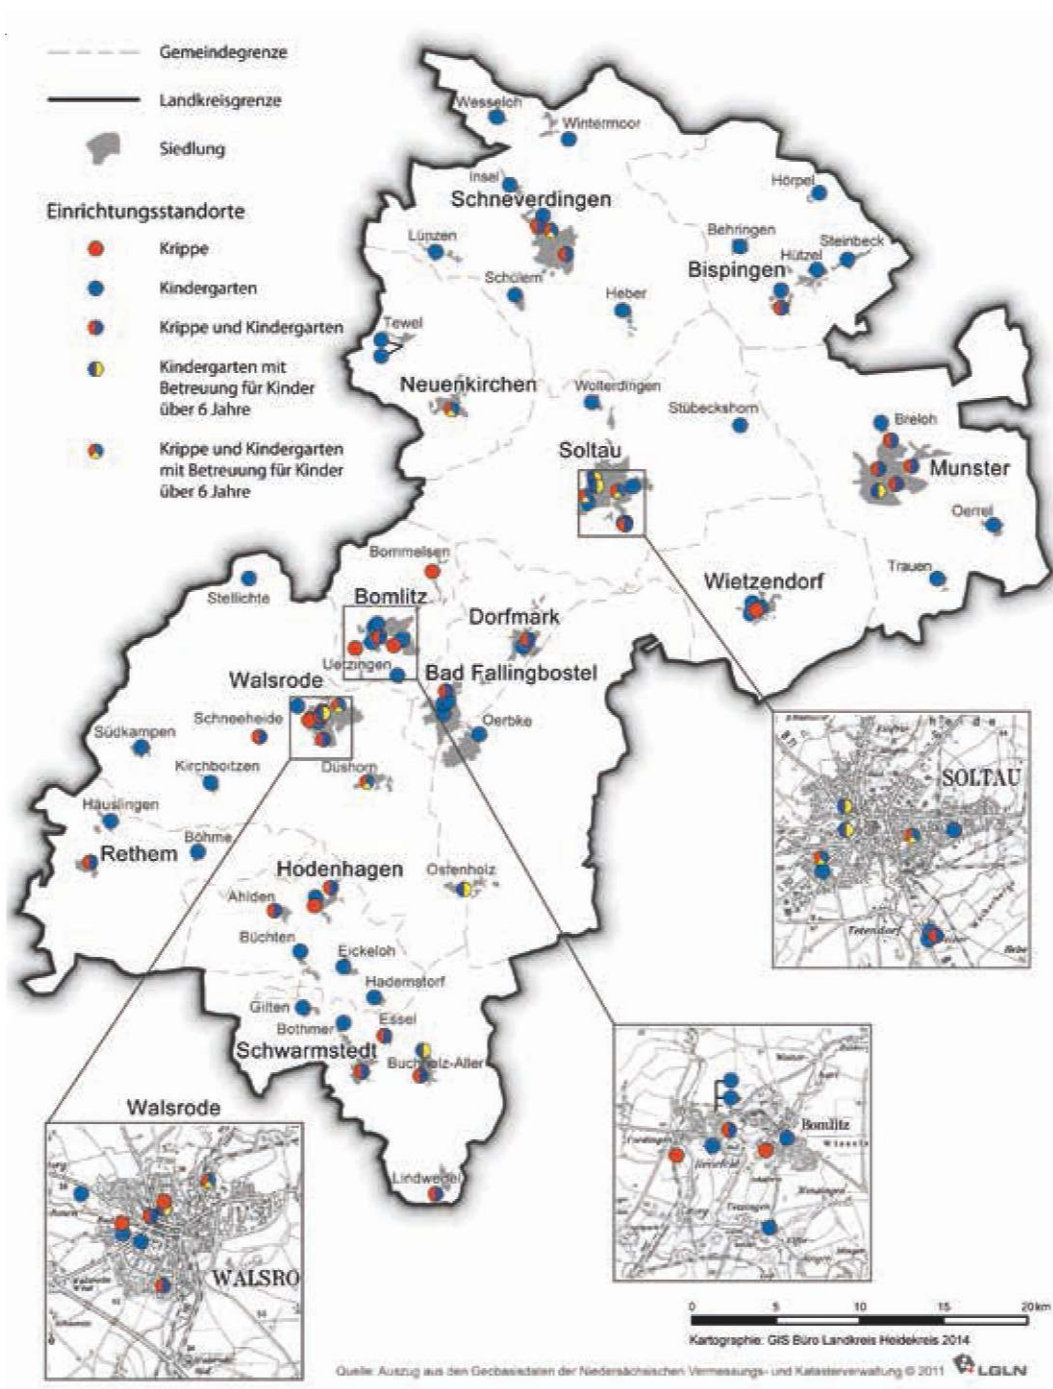 Gemeindegrenze
Landkreisgrenze
Siedlung
Einrichtungsstandorte
Krippe
Kindergarten
Krippe und Kindergarten
Kindergarten mit
Betreuung für Kinder
über 6 Jahre
Krippe und Kindergarten
mit Betreuung für Kinder
über 6 Jahre
Wesseloh
Wintermoor
Insel
Schneverdingen
Hörpel
Lünzen
Behringen
Steinbeck
Hützel
Bispingen
Schülern
Heber
Tewel
Neuenkirchen
Wolterdingen
Stübeckshorn
Breloh
Soltau
Munster
Oerrel
Bommelsen
Trauen
Stellichte
Wietzendorf
Bomlitz
Dorfmark
Uetzingen
Bad Fallingbostel
Walsrode
Schneeheide
Oerbke
Südkampen
Kirchboitzen
Düshorn
Häuslingen
Böhme
Rethem
Hodenhagen
Ostenholz
Ahlden
Büchten
Eickeloh
Hademstorf
Gilten
Essel
Bothmer
Schwarmstedt
Buchholz-Aller
Lindwedel
SOLTAU
Tetendorf
Walsrode
WALSRO
Bomlitz
0 5 10 15 20 km
Kartographie: GIS Büro Landkreis Heidekreis 2014
Quelle: Auszug aus den Geobasisdaten der Niedersächsischen Vermessungs- und Katasterverwaltung © 2011 LGLN